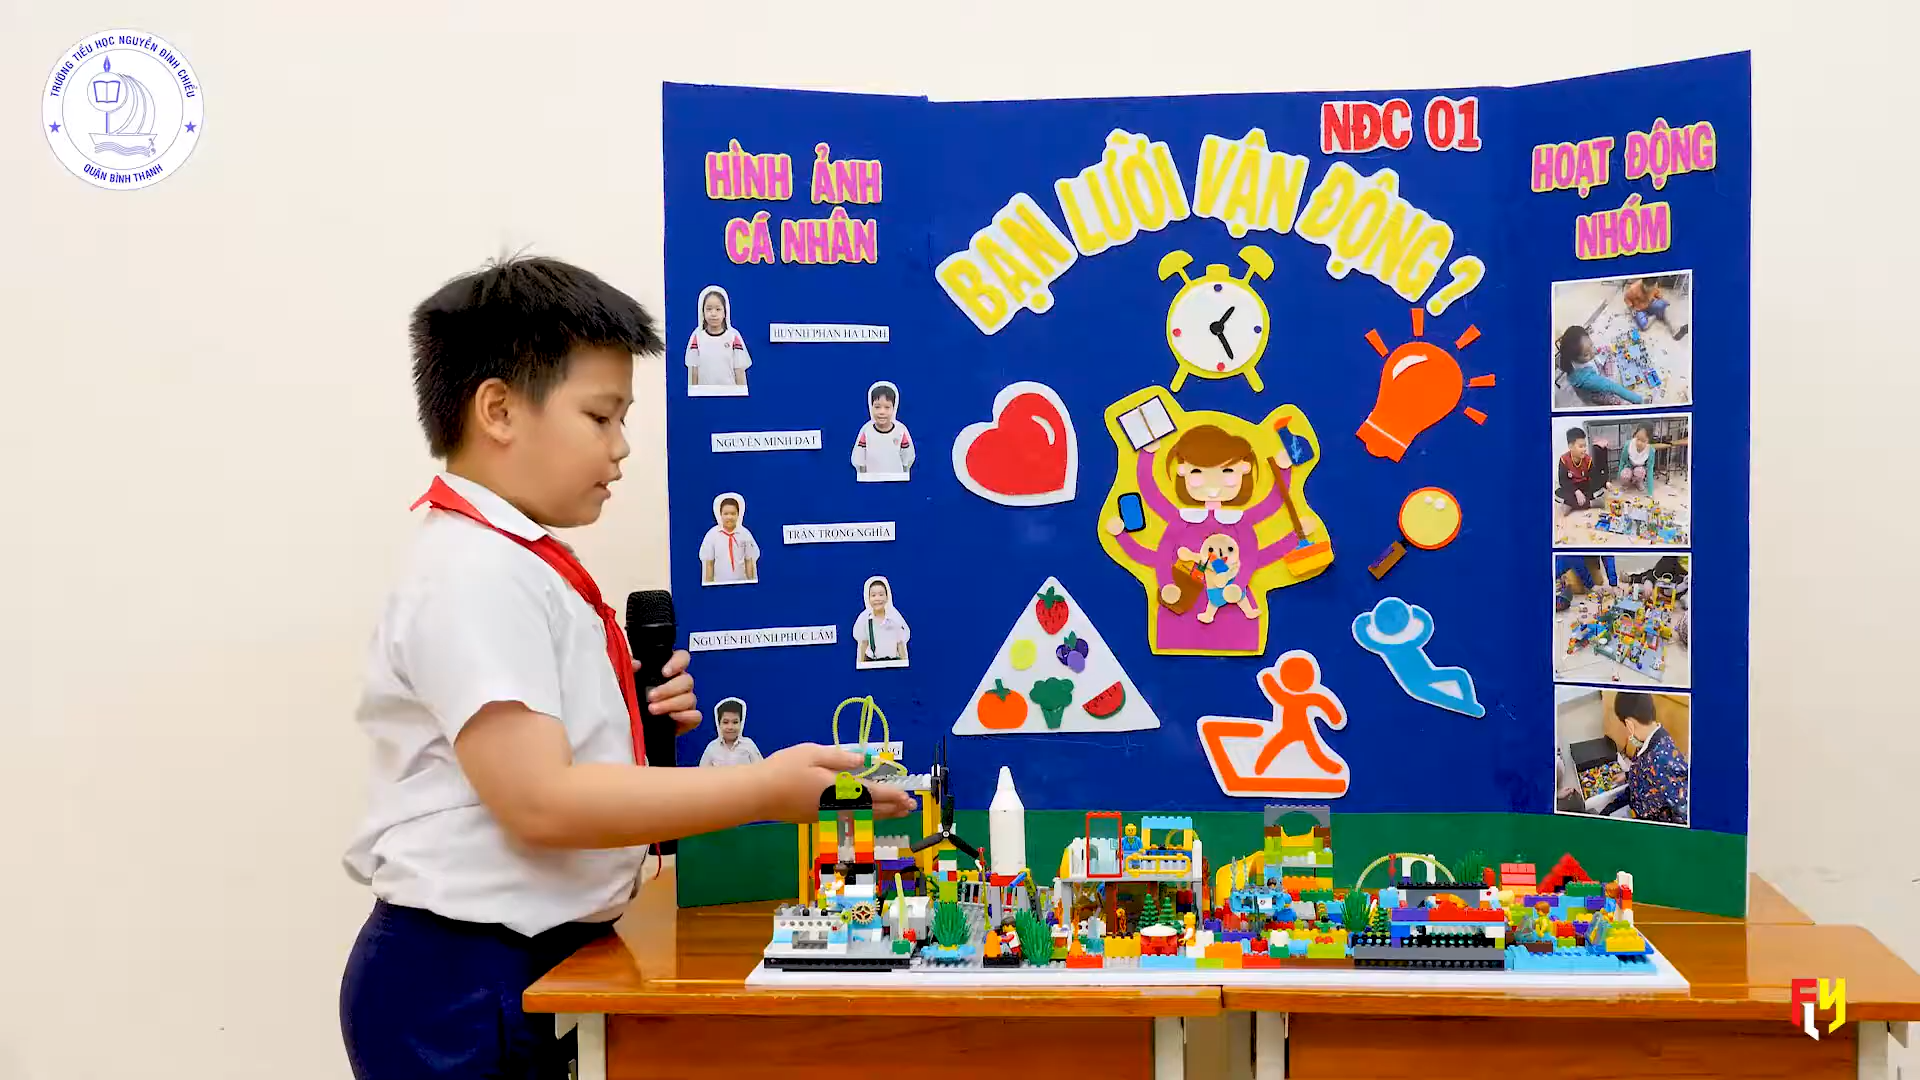 TRƯỜNG TIỂU HỌC NGUYỄN ĐÌNH CHIỂU
QUẬN BÌNH THẠNH
NĐC 01
HÌNH ẢNH
CÁ NHÂN
BẠN LƯỜI VẬN ĐỘNG?
HOẠT ĐỘNG
NHÓM
HUỲNH PHAN HÀ LINH
NGUYỄN MINH ĐẠT
TRẦN TRỌNG NGHĨA
NGUYỄN HUỲNH PHÚC LÂM
FLY